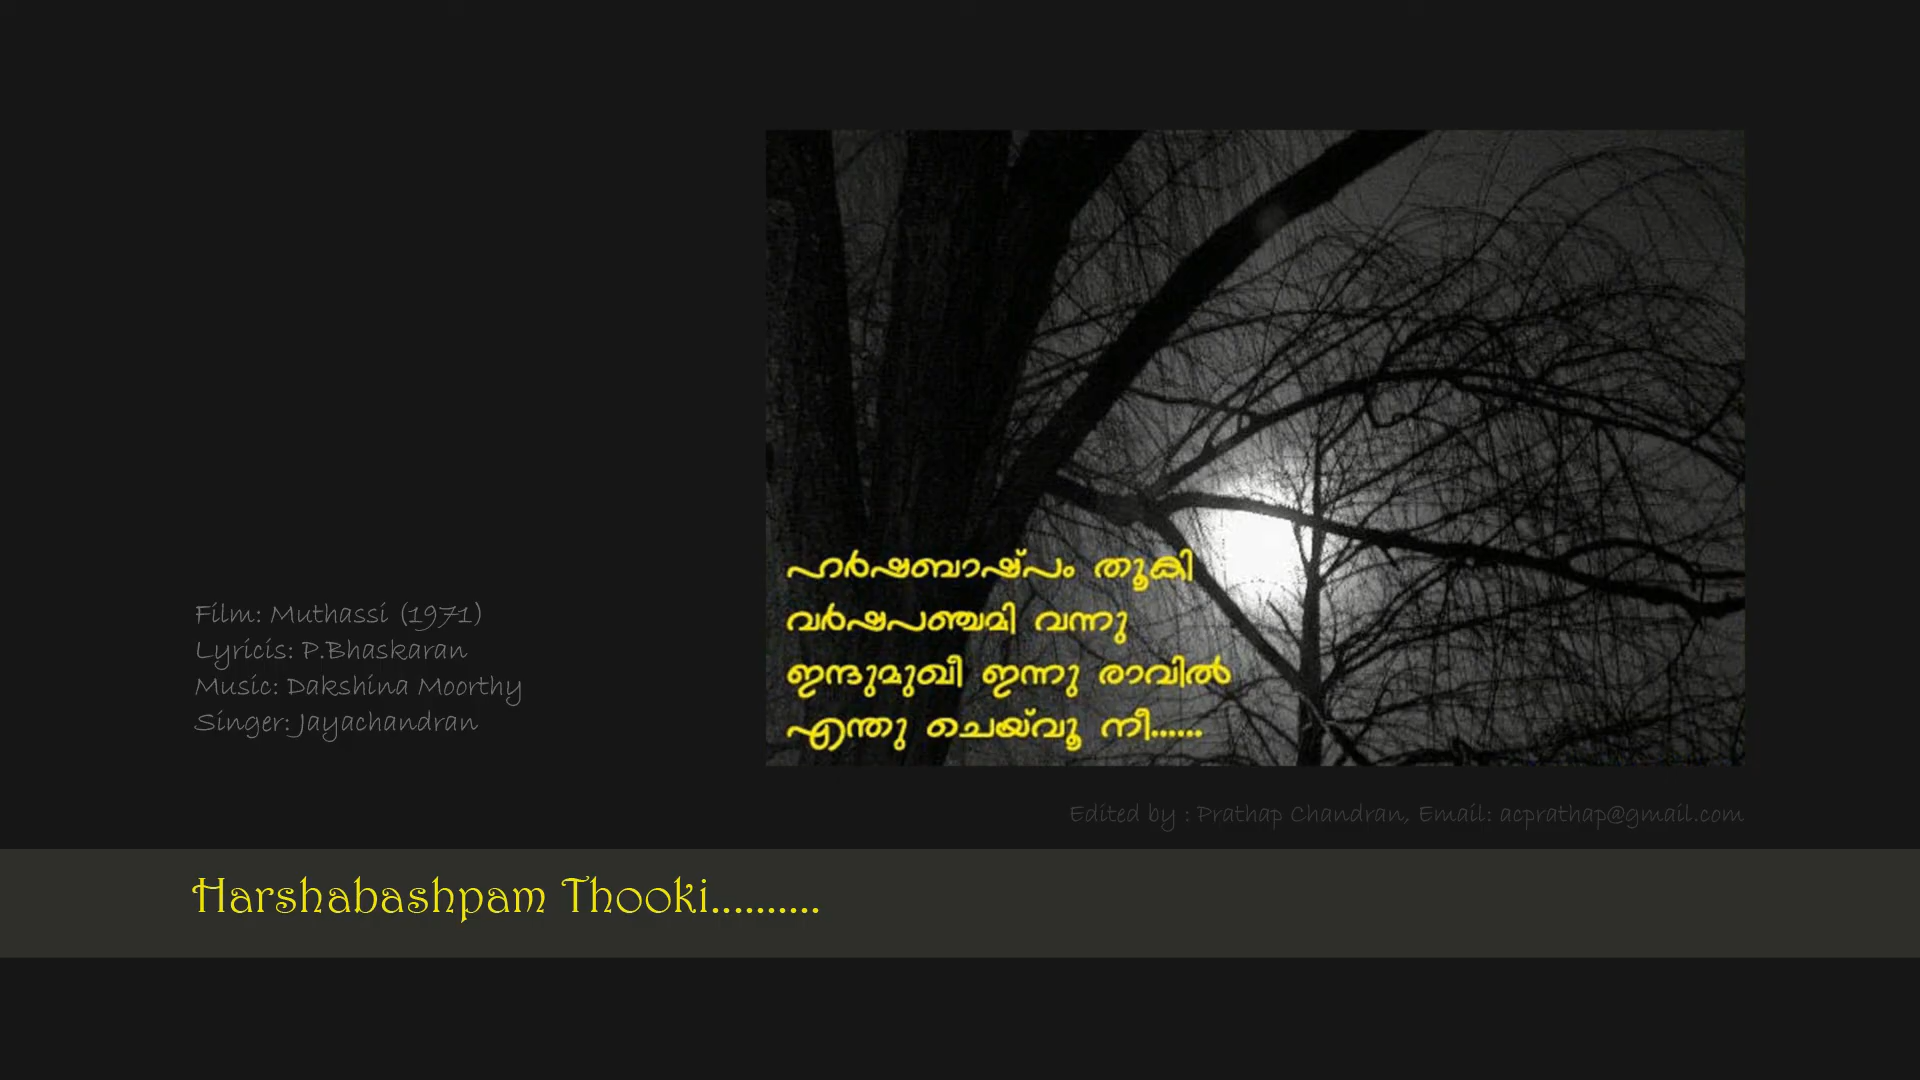 ഹർഷബാഷ്പം തൂകി
വർഷപഞ്ചമി വന്നു
ഇന്ദുമുഖീ ഇന്നു രാവിൽ
എന്തു ചെയ്‌വൂ നീ......
Film: Muthassi (1971)
Lyricis: P.Bhaskaran
Music: Dakshina Moorthy
Singer: Jayachandran
Edited by : Prathap Chandran, Email: acprathap@gmail.com
Harshabashpam Thooki..........